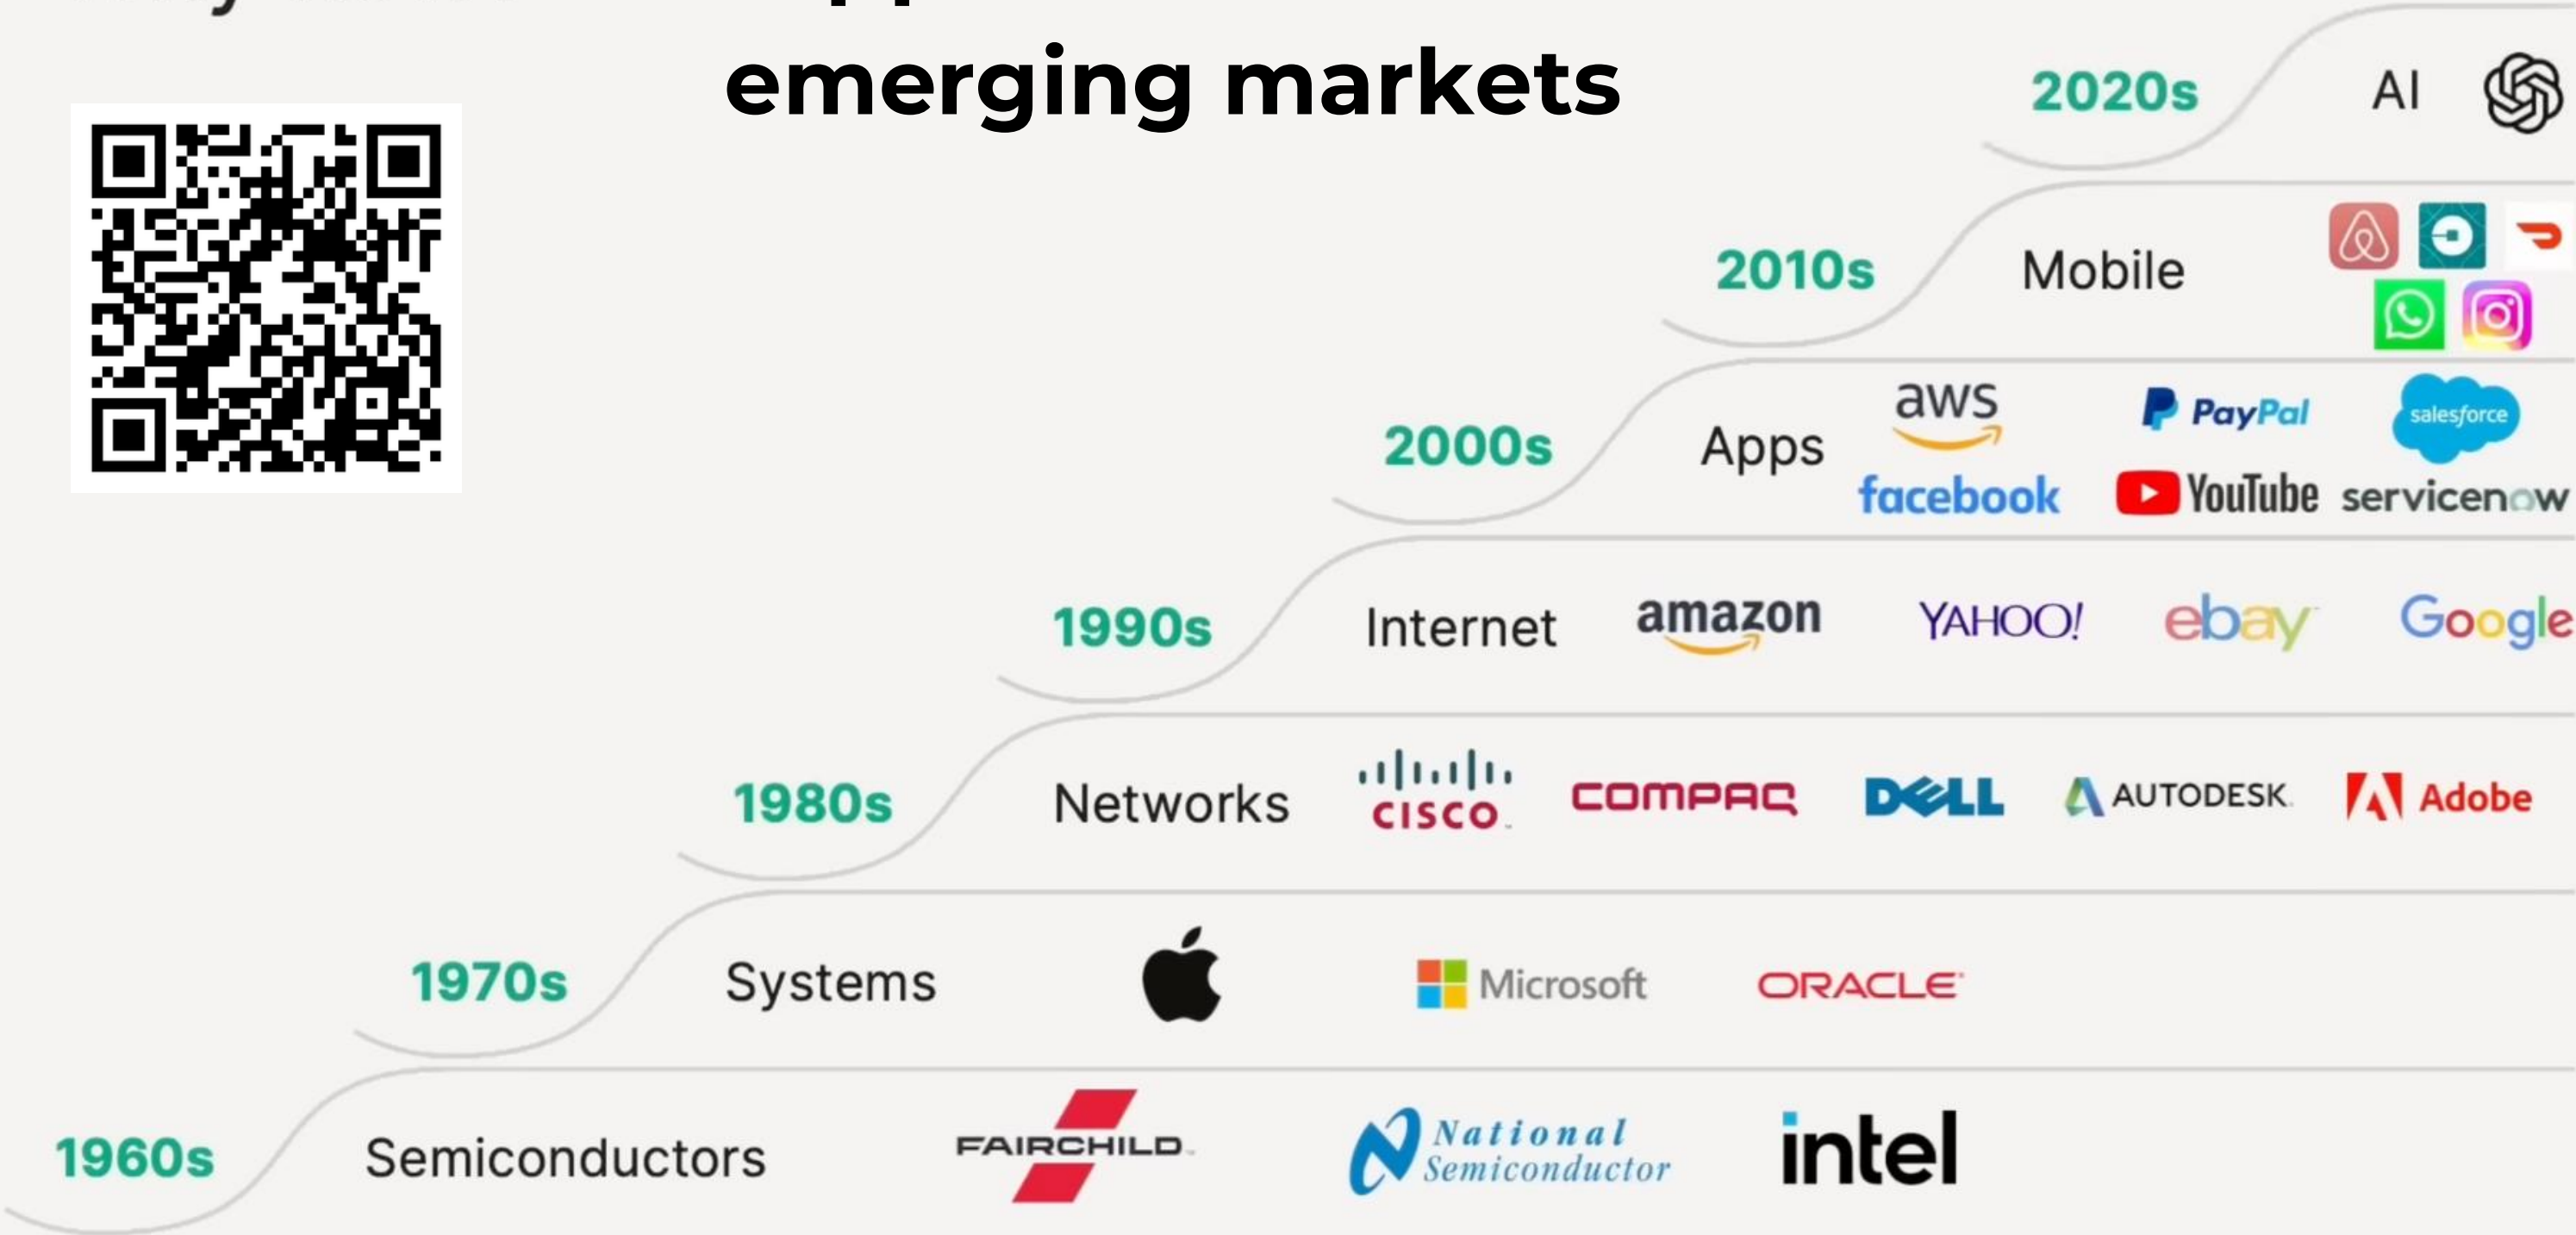 emerging markets
2020s AI
2010s Mobile
2000s Apps aws PayPal salesforce
facebook YouTube servicenow
1990s Internet amazon YAHOO! ebay Google
1980s Networks CISCO COMPAQ DELL AUTODESK Adobe
1970s Systems Microsoft ORACLE
1960s Semiconductors FAIRCHILD National Semiconductor intel